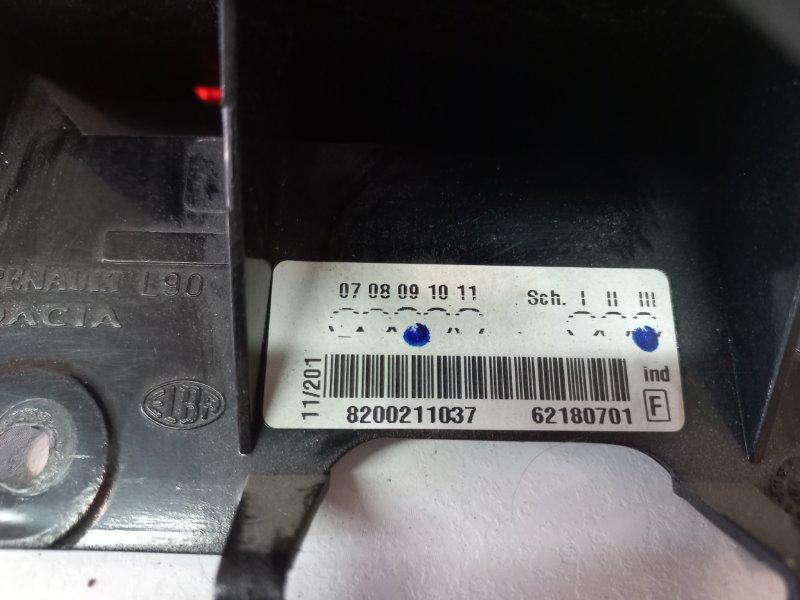 RENAULT L90
DACIA
07 08 09 10 11
Sch. I II III
11/201
ind
8200211037
62180701
F